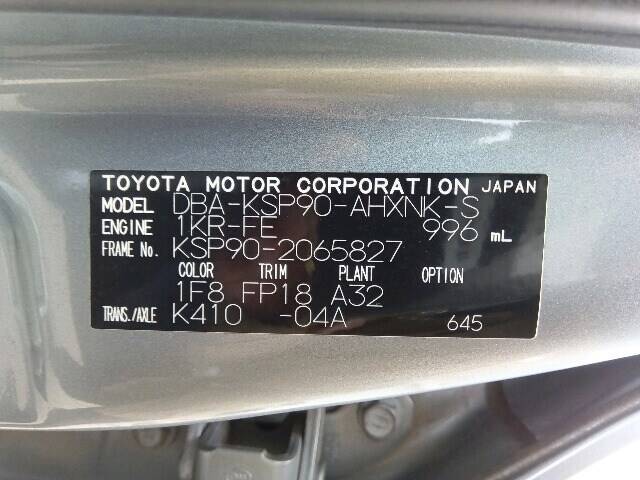 TOYOTA MOTOR CORPORATION JAPAN
MODEL DBA-KSP90-AHXNK-S
ENGINE 1KR-FE 996 mL
FRAME No. KSP90-2065827
COLOR TRIM PLANT OPTION
1F8 FP18 A32
TRANS./AXLE K410 -04A 645